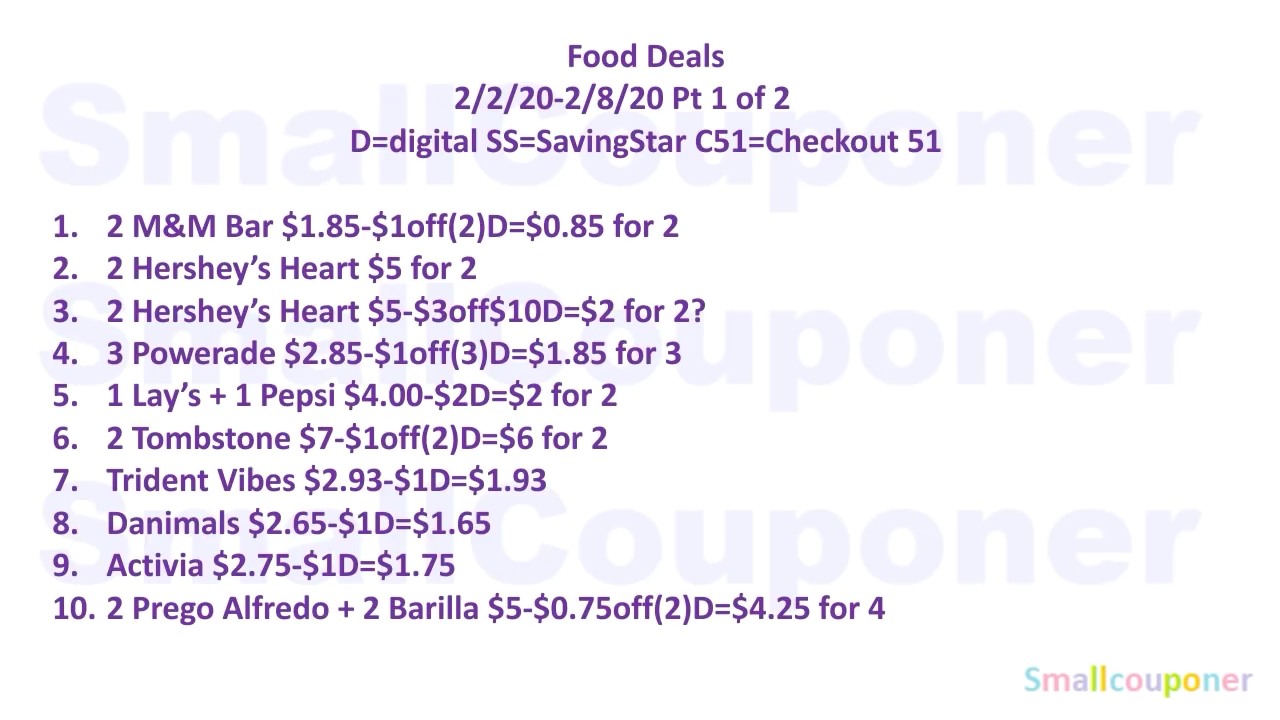 Food Deals
2/2/20-2/8/20 Pt 1 of 2
D=digital SS=SavingStar C51=Checkout 51
1. 2 M&M Bar $1.85-$1off(2)D=$0.85 for 2
2. 2 Hershey’s Heart $5 for 2
3. 2 Hershey’s Heart $5-$3off$10D=$2 for 2?
4. 3 Powerade $2.85-$1off(3)D=$1.85 for 3
5. 1 Lay’s + 1 Pepsi $4.00-$2D=$2 for 2
6. 2 Tombstone $7-$1off(2)D=$6 for 2
7. Trident Vibes $2.93-$1D=$1.93
8. Danimals $2.65-$1D=$1.65
9. Activia $2.75-$1D=$1.75
10. 2 Prego Alfredo + 2 Barilla $5-$0.75off(2)D=$4.25 for 4
SmallCouponer
SmallCouponer
SmallCouponer
Smallcouponer